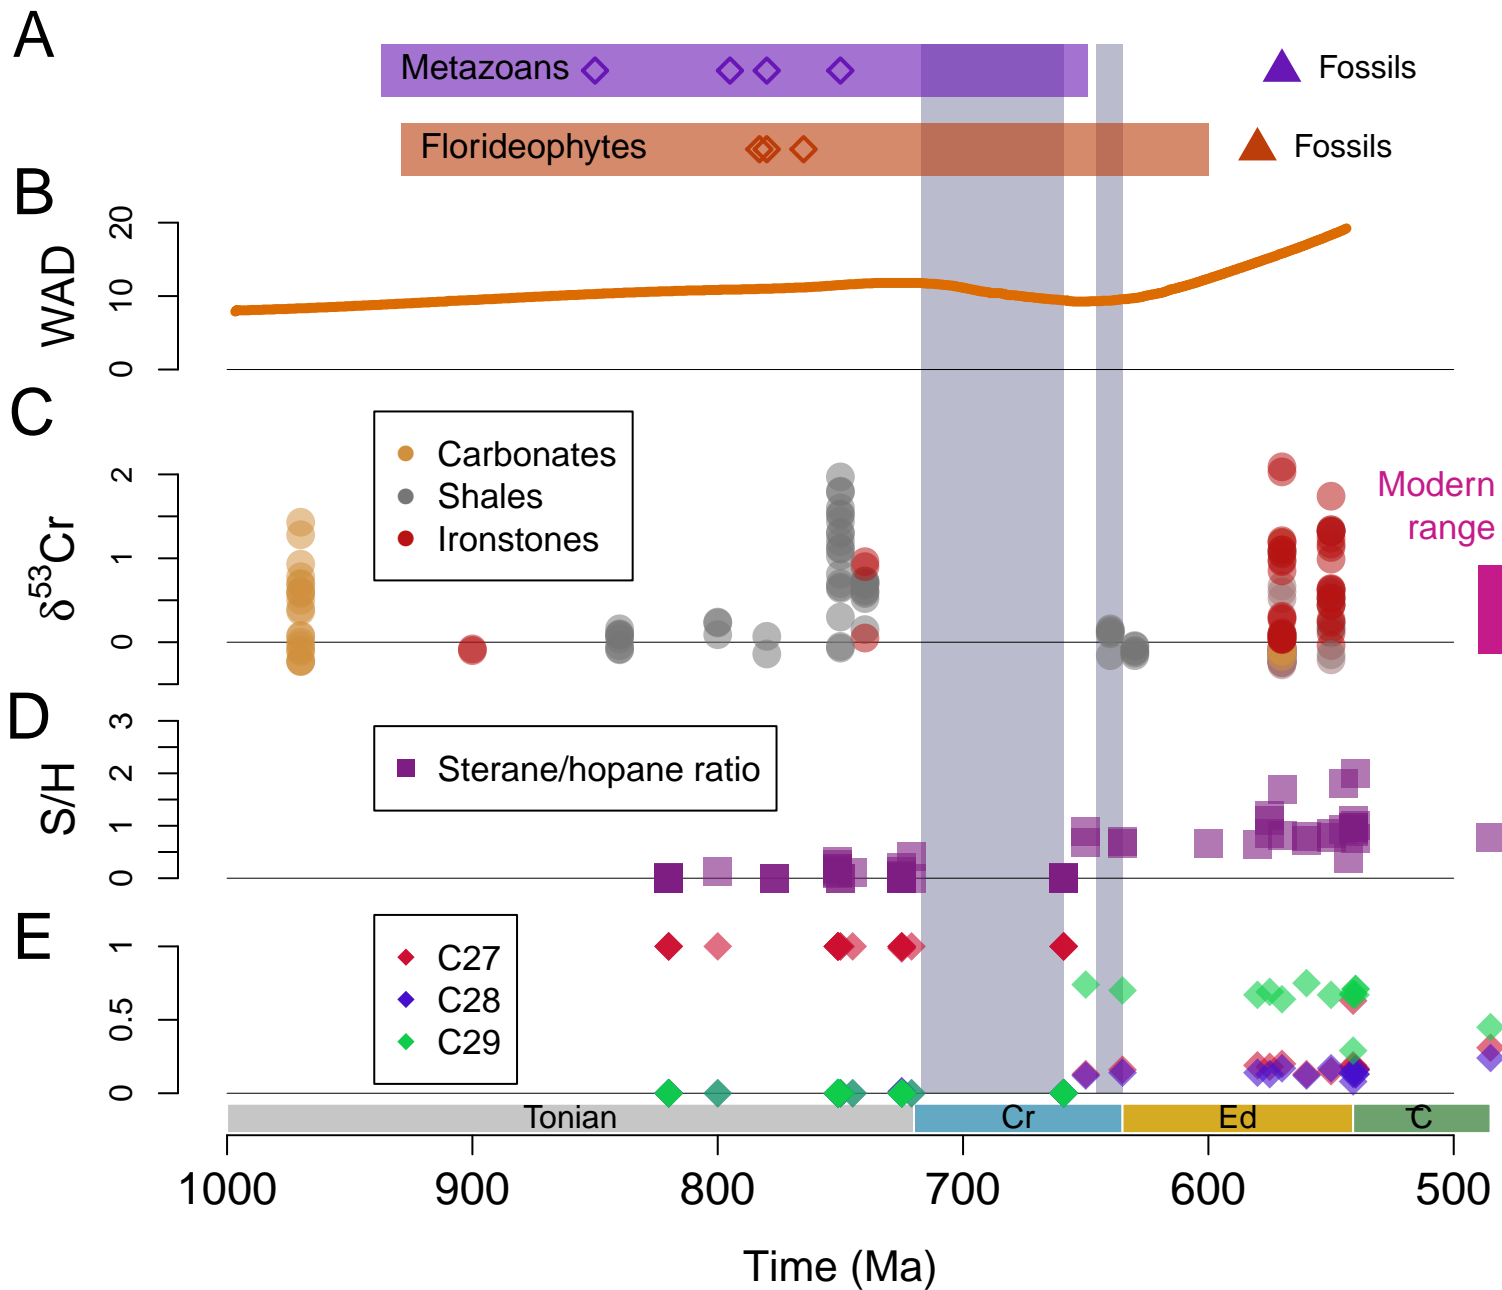 A
Metazoans
Fossils
Florideophytes
Fossils
B
WAD
0
10
20
C
δ53Cr
0
1
2
Carbonates
Shales
Ironstones
Modern
range
D
S/H
0
1
2
3
Sterane/hopane ratio
E
0
0.5
1
C27
C28
C29
Tonian
Cr
Ed
C
1000
900
800
700
600
500
Time (Ma)